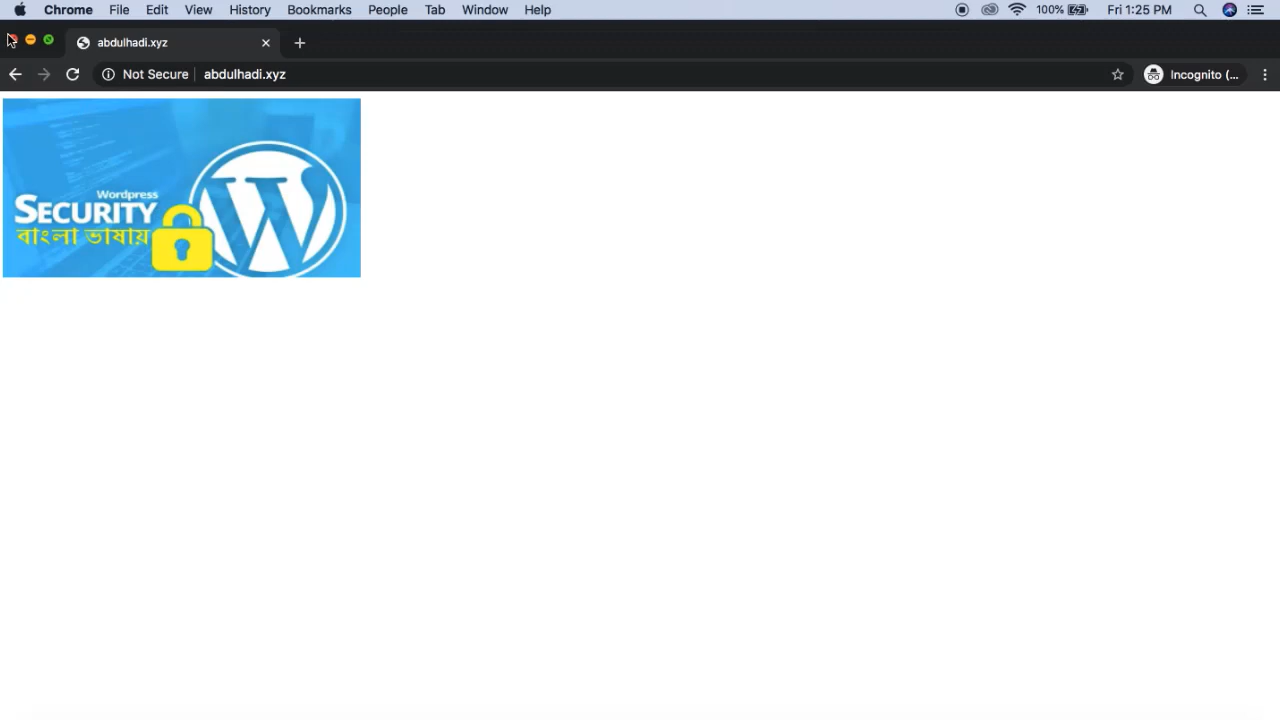 Chrome File Edit View History Bookmarks People Tab Window Help 100% Fri 1:25 PM
abdulhadi.xyz
Not Secure abdulhadi.xyz Incognito (...
Wordpress
SECURITY
বাংলা ভাষায়